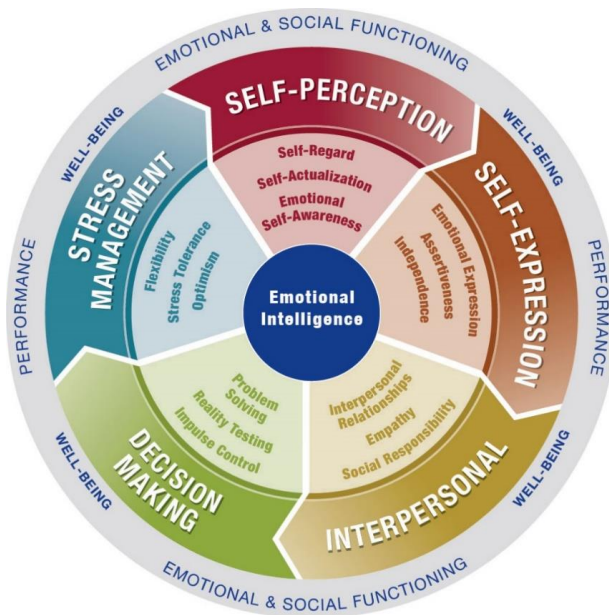 EMOTIONAL & SOCIAL FUNCTIONING
WELL-BEING
WELL-BEING
SELF-PERCEPTION
Self-Regard
Self-Actualization
Emotional
Self-Awareness
SELF-EXPRESSION
Emotional Expression
Assertiveness
Independence
PERFORMANCE
INTERPERSONAL
Interpersonal
Relationships
Empathy
Social Responsibility
WELL-BEING
DECISION
MAKING
Problem
Solving
Reality Testing
Impulse Control
WELL-BEING
STRESS
MANAGEMENT
Flexibility
Stress Tolerance
Optimism
PERFORMANCE
Emotional
Intelligence
EMOTIONAL & SOCIAL FUNCTIONING